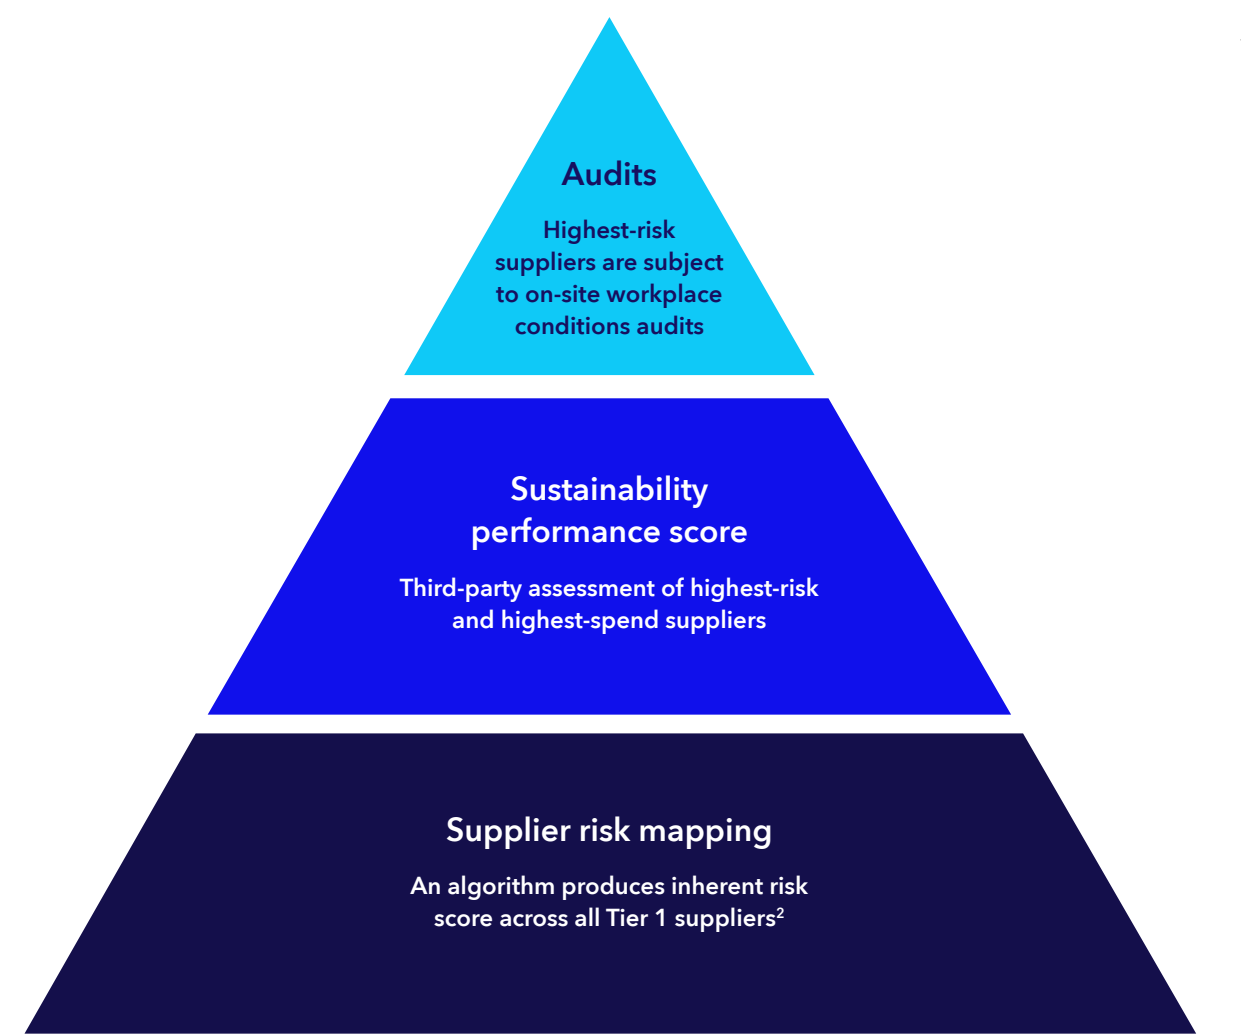 Audits
Highest-risk
suppliers are subject
to on-site workplace
conditions audits
Sustainability
performance score
Third-party assessment of highest-risk
and highest-spend suppliers
Supplier risk mapping
An algorithm produces inherent risk
score across all Tier 1 suppliers²